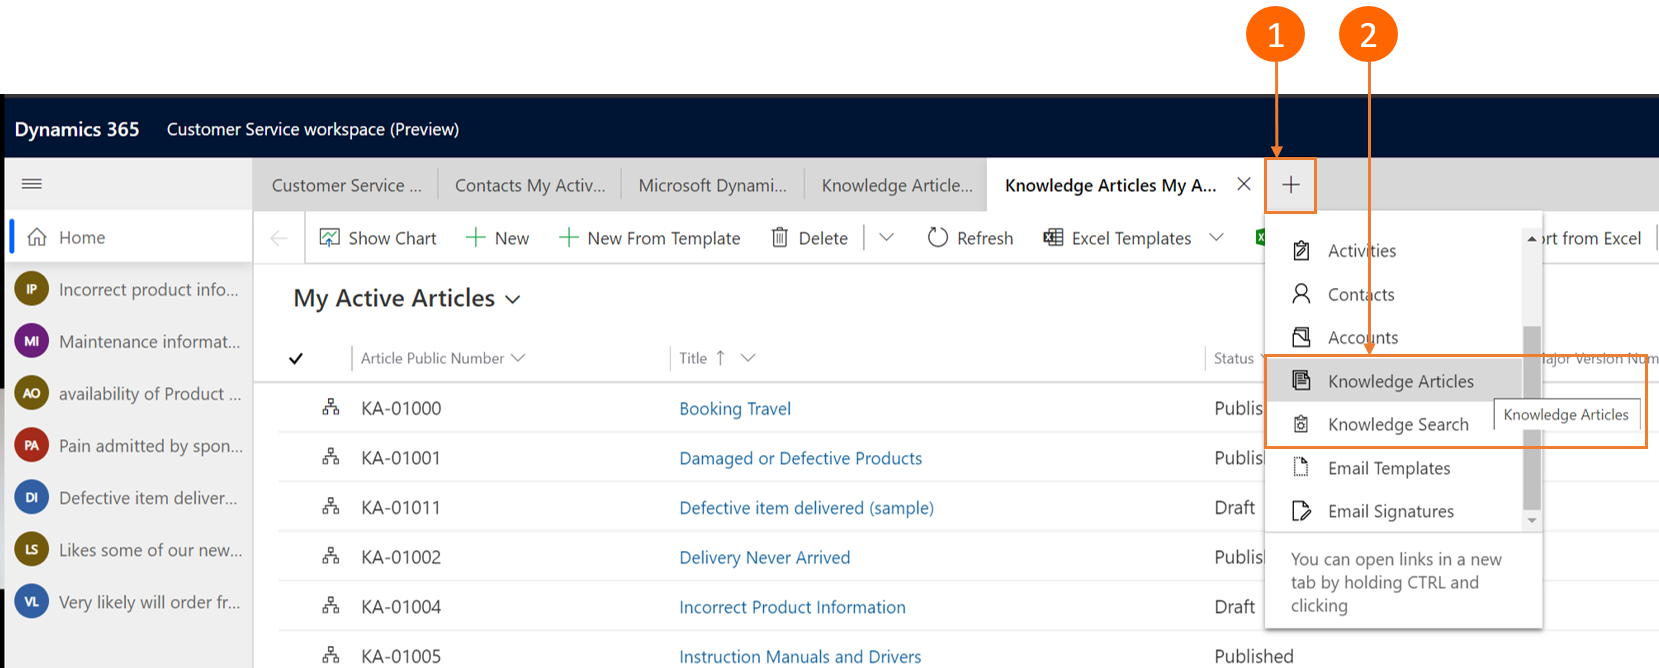 1 2
Dynamics 365 Customer Service workspace (Preview)
Customer Service ... Contacts My Activ... Microsoft Dynami... Knowledge Article... Knowledge Articles My A...
Home
Show Chart New New From Template Delete Refresh Excel Templates rt from Excel
My Active Articles
Article Public Number Title Status ajor Version Num
KA-01000 Booking Travel Publis
KA-01001 Damaged or Defective Products Publis
KA-01011 Defective item delivered (sample) Draft
KA-01002 Delivery Never Arrived Published
KA-01004 Incorrect Product Information Draft
KA-01005 Instruction Manuals and Drivers Published
IP Incorrect product info...
MI Maintenance informat...
AO availability of Product ...
PA Pain admitted by spon...
DI Defective item deliver...
LS Likes some of our new...
VL Very likely will order fr...
Activities
Contacts
Accounts
Knowledge Articles
Knowledge Search
Knowledge Articles
Email Templates
Email Signatures
You can open links in a new
tab by holding CTRL and
clicking